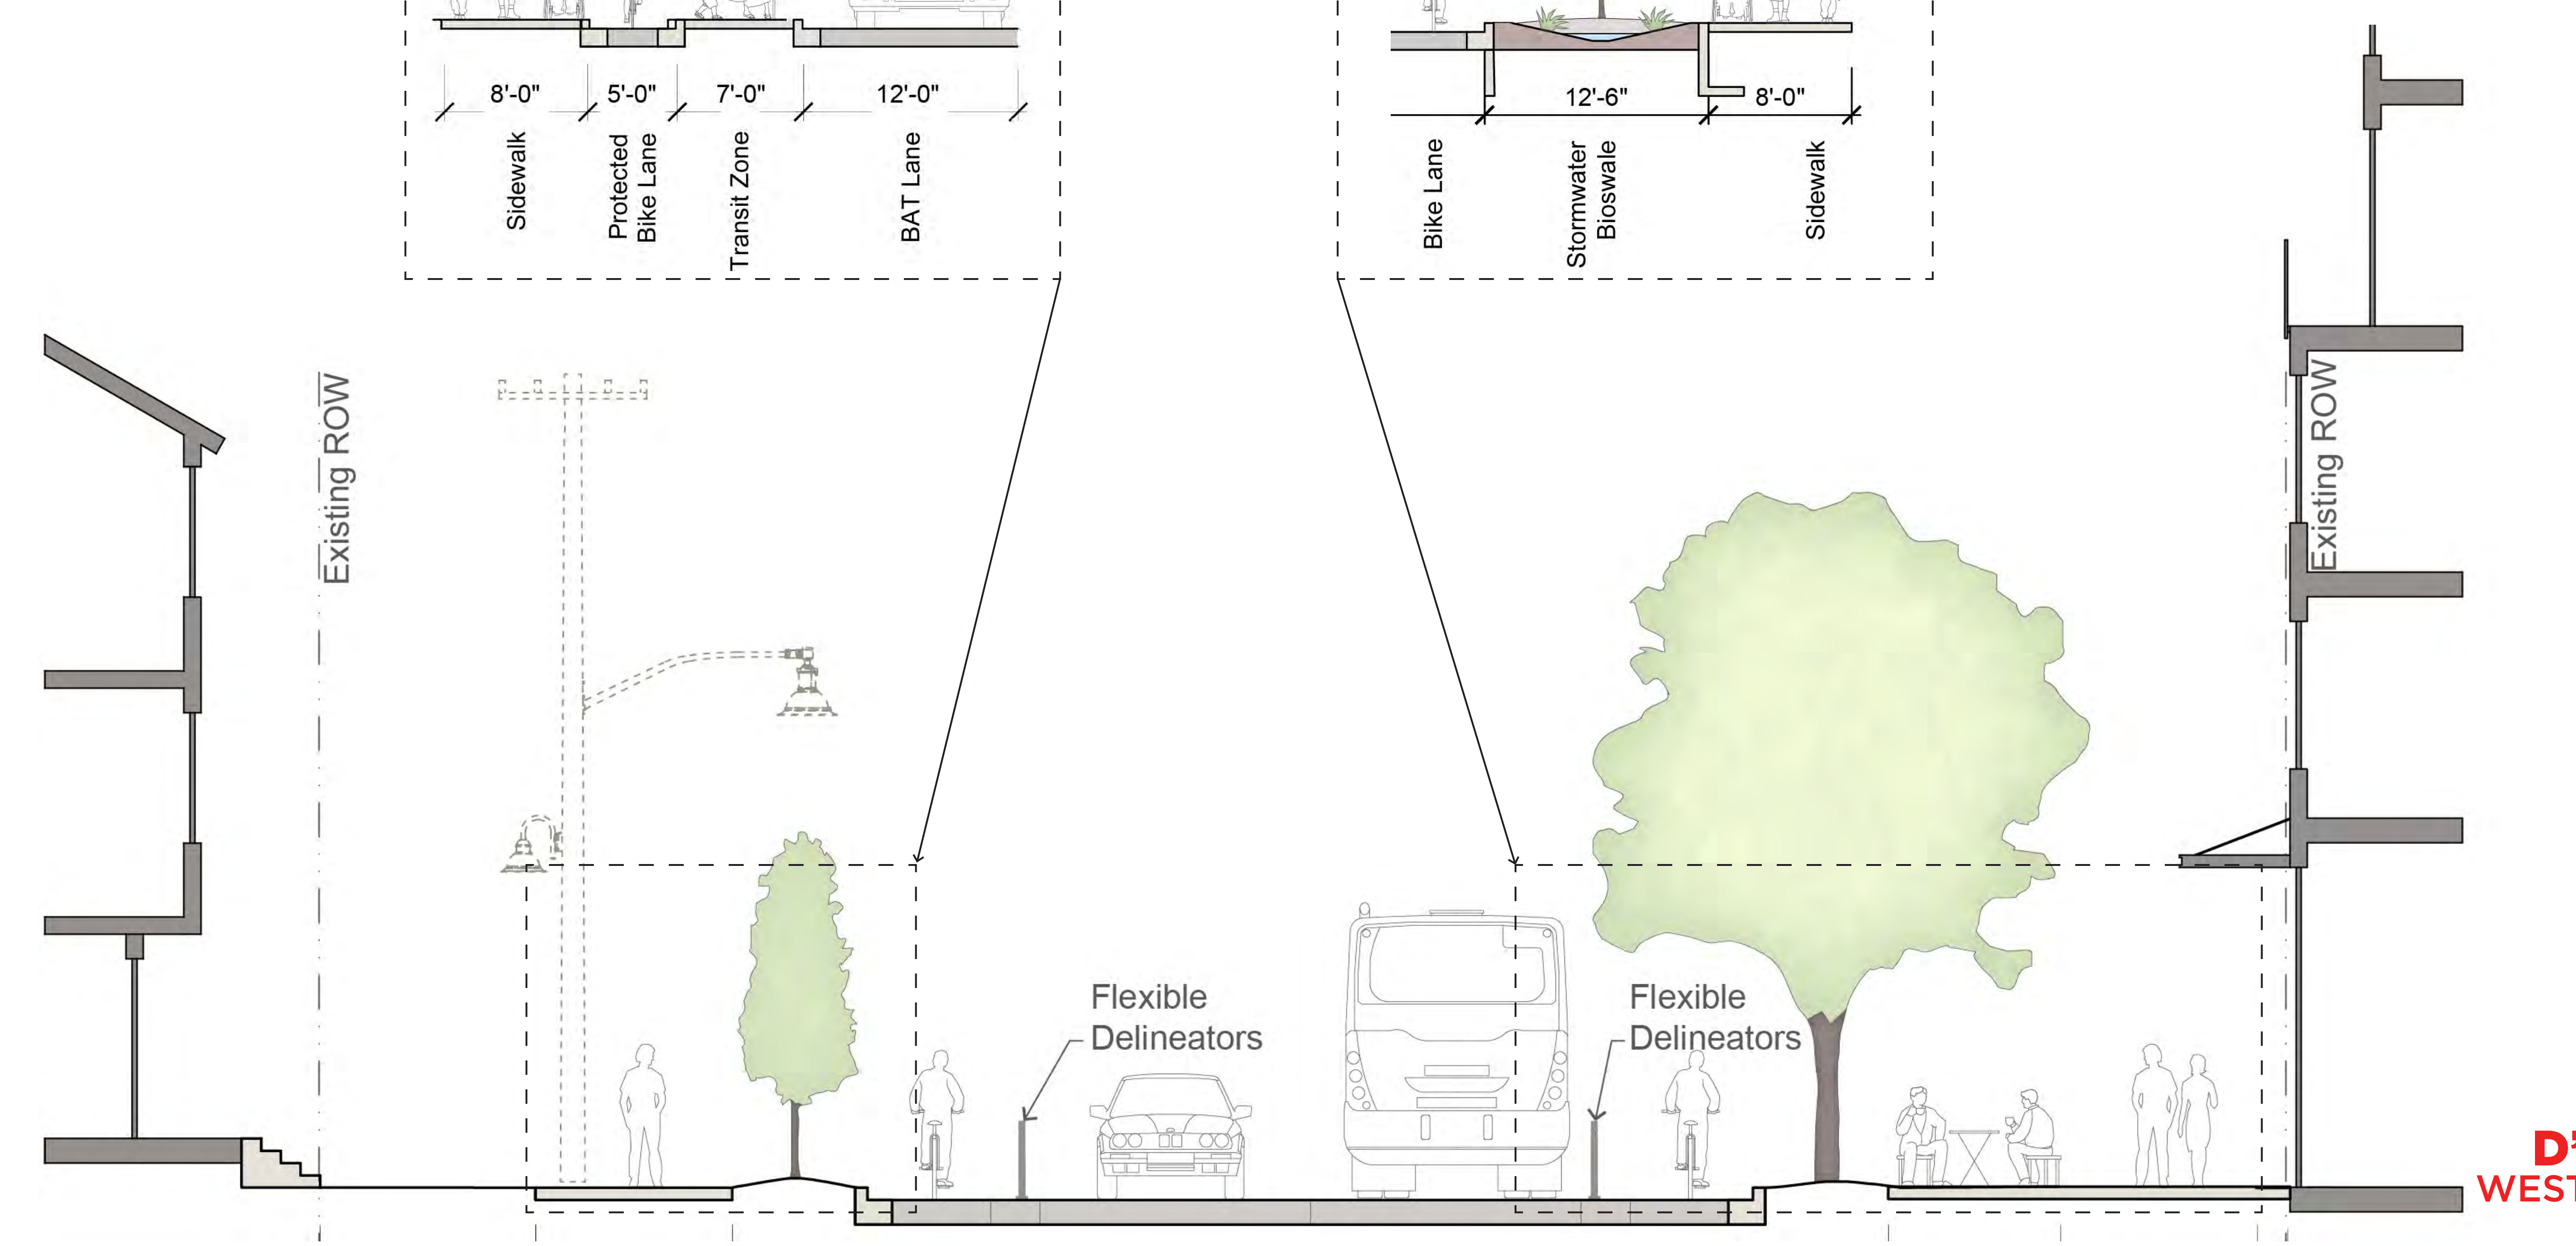 8'-0" 5'-0" 7'-0" 12'-0"
Sidewalk
Protected
Bike Lane
Transit Zone
BAT Lane
12'-6" 8'-0"
Bike Lane
Stormwater
Bioswale
Sidewalk
Existing ROW
Existing ROW
Flexible
Delineators
Flexible
Delineators